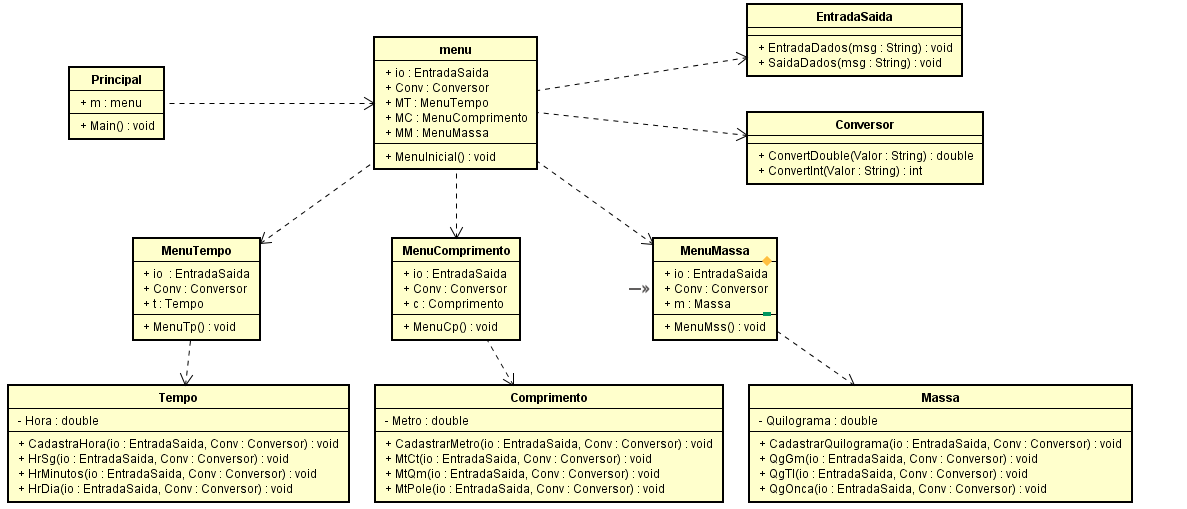 Principal
+ m : menu
+ Main() : void
menu
+ io : EntradaSaida
+ Conv : Conversor
+ MT : MenuTempo
+ MC : MenuComprimento
+ MM : MenuMassa
+ MenuInicial() : void
EntradaSaida
+ EntradaDados(msg : String) : void
+ SaidaDados(msg : String) : void
Conversor
+ ConvertDouble(Valor : String) : double
+ ConvertInt(Valor : String) : int
MenuTempo
+ io : EntradaSaida
+ Conv : Conversor
+ t : Tempo
+ MenuTp() : void
MenuComprimento
+ io : EntradaSaida
+ Conv : Conversor
+ c : Comprimento
+ MenuCp() : void
MenuMassa
+ io : EntradaSaida
+ Conv : Conversor
+ m : Massa
+ MenuMss() : void
Tempo
- Hora : double
+ CadastraHora(io : EntradaSaida, Conv : Conversor) : void
+ HrSg(io : EntradaSaida, Conv : Conversor) : void
+ HrMinutos(io : EntradaSaida, Conv : Conversor) : void
+ HrDia(io : EntradaSaida, Conv : Conversor) : void
Comprimento
- Metro : double
+ CadastrarMetro(io : EntradaSaida, Conv : Conversor) : void
+ MtCt(io : EntradaSaida, Conv : Conversor) : void
+ MtQm(io : EntradaSaida, Conv : Conversor) : void
+ MtPole(io : EntradaSaida, Conv : Conversor) : void
Massa
- Quilograma : double
+ CadastrarQuilograma(io : EntradaSaida, Conv : Conversor) : void
+ QgGm(io : EntradaSaida, Conv : Conversor) : void
+ QgTl(io : EntradaSaida, Conv : Conversor) : void
+ QgOnca(io : EntradaSaida, Conv : Conversor) : void